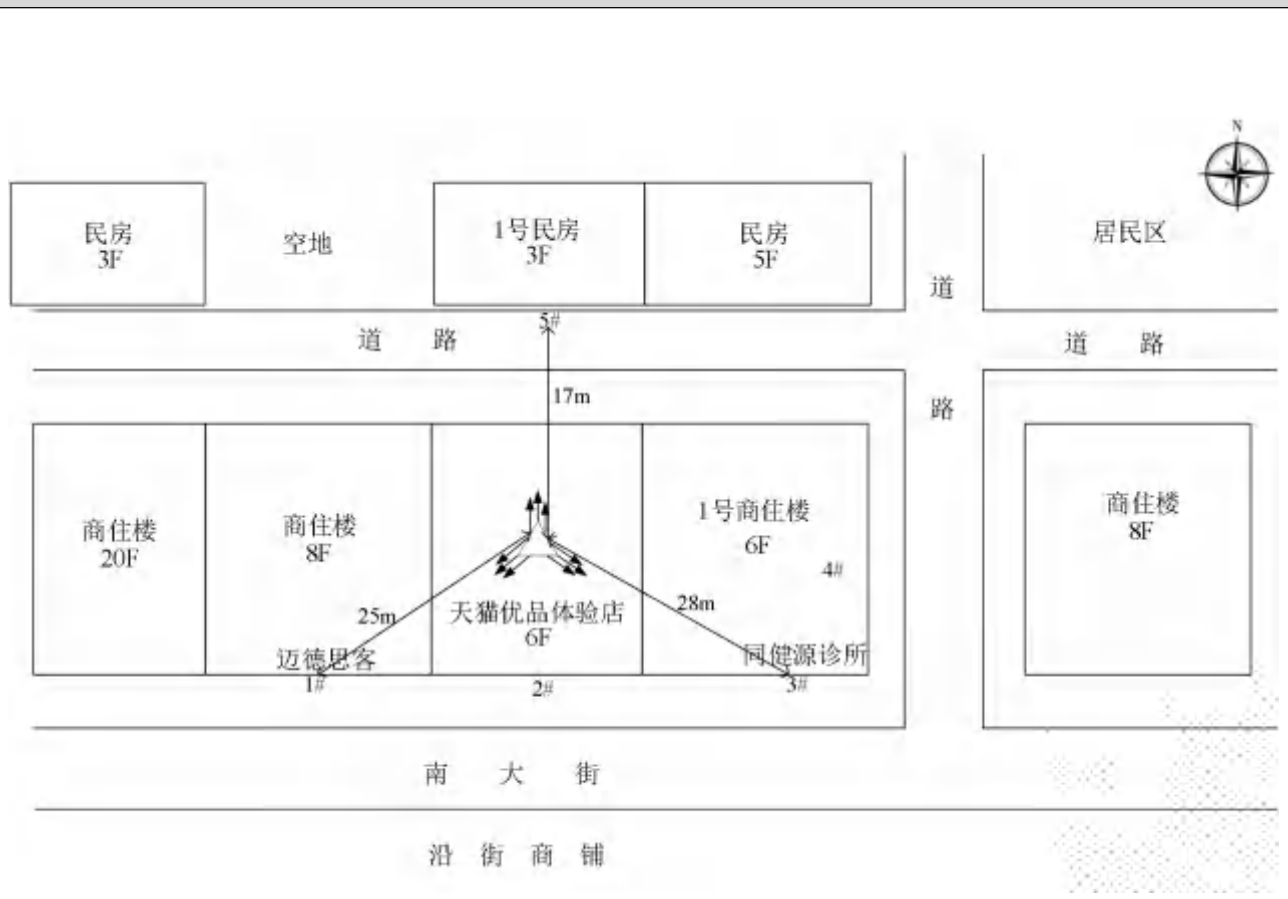 N
民房
3F
空地
1号民房
3F
民房
5F
居民区
道
路
道 路
5#
道 路
17m
商住楼
20F
商住楼
8F
1号商住楼
6F
4#
商住楼
8F
25m
天猫优品体验店
6F
28m
迈德思客
1#
2#
同健源诊所
3#
南 大 街
沿 街 商 铺